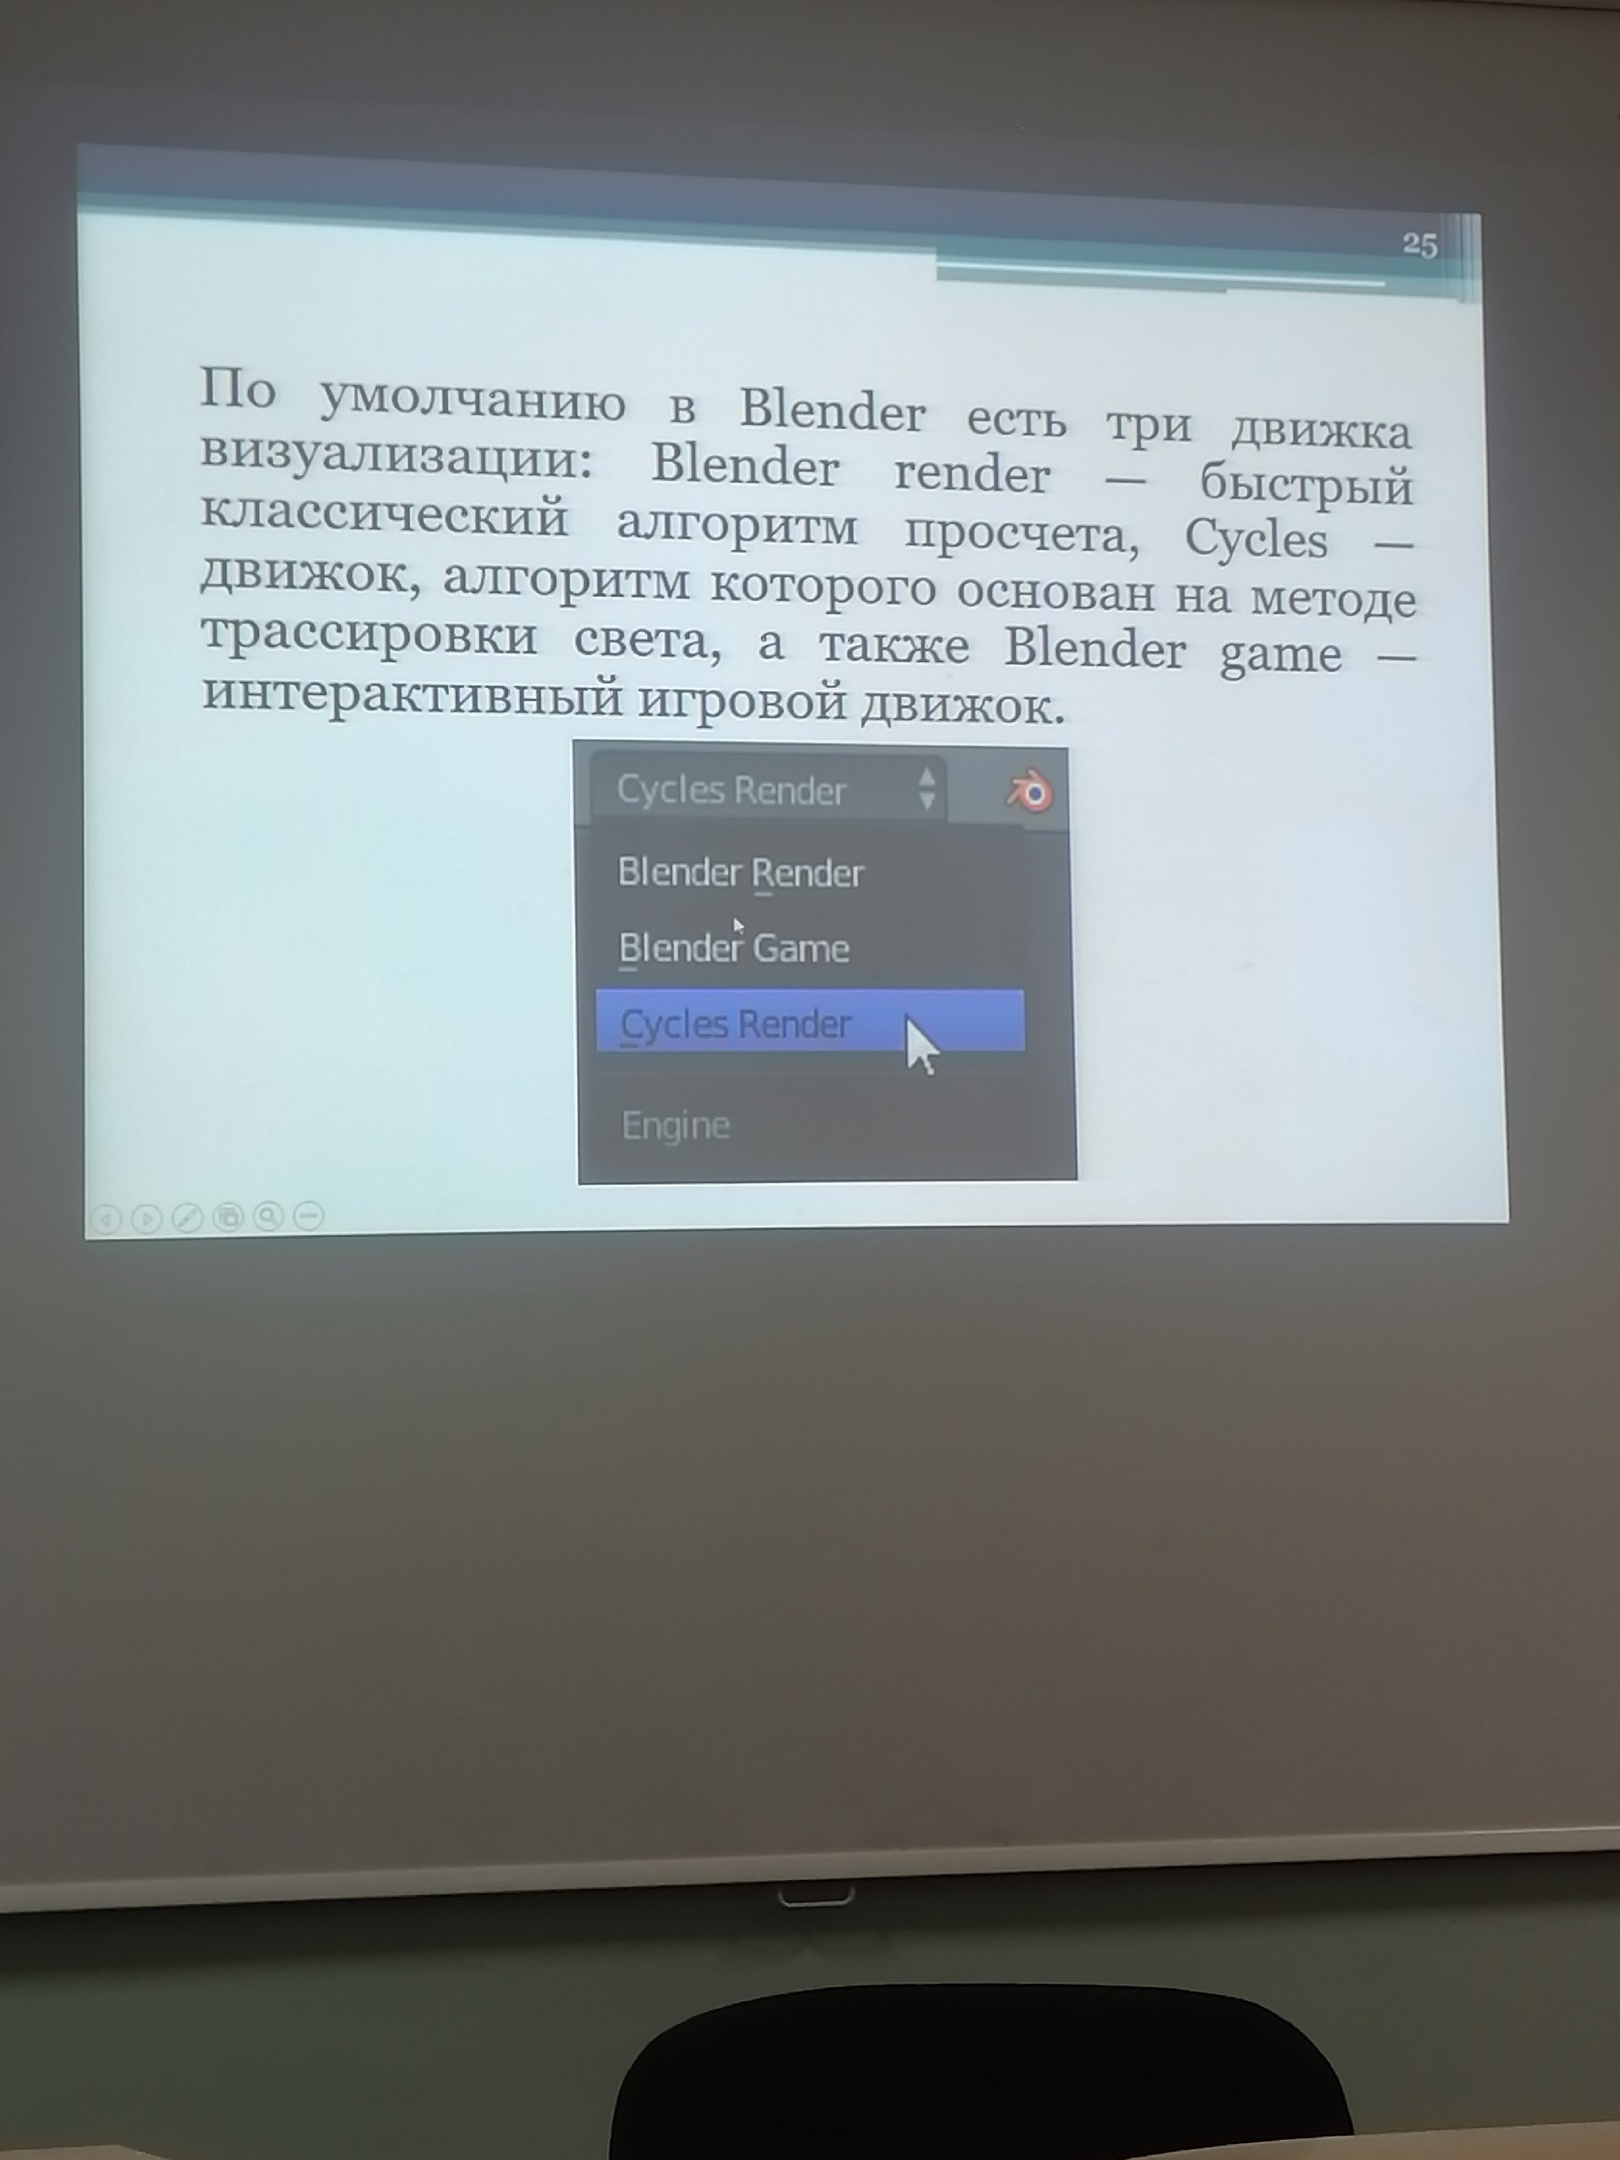 25
По умолчанию в Blender есть три движка
визуализации: Blender render — быстрый
классический алгоритм просчета, Cycles —
движок, алгоритм которого основан на методе
трассировки света, а также Blender game —
интерактивный игровой движок.
Cycles Render
Blender Render
Blender Game
Cycles Render
Engine